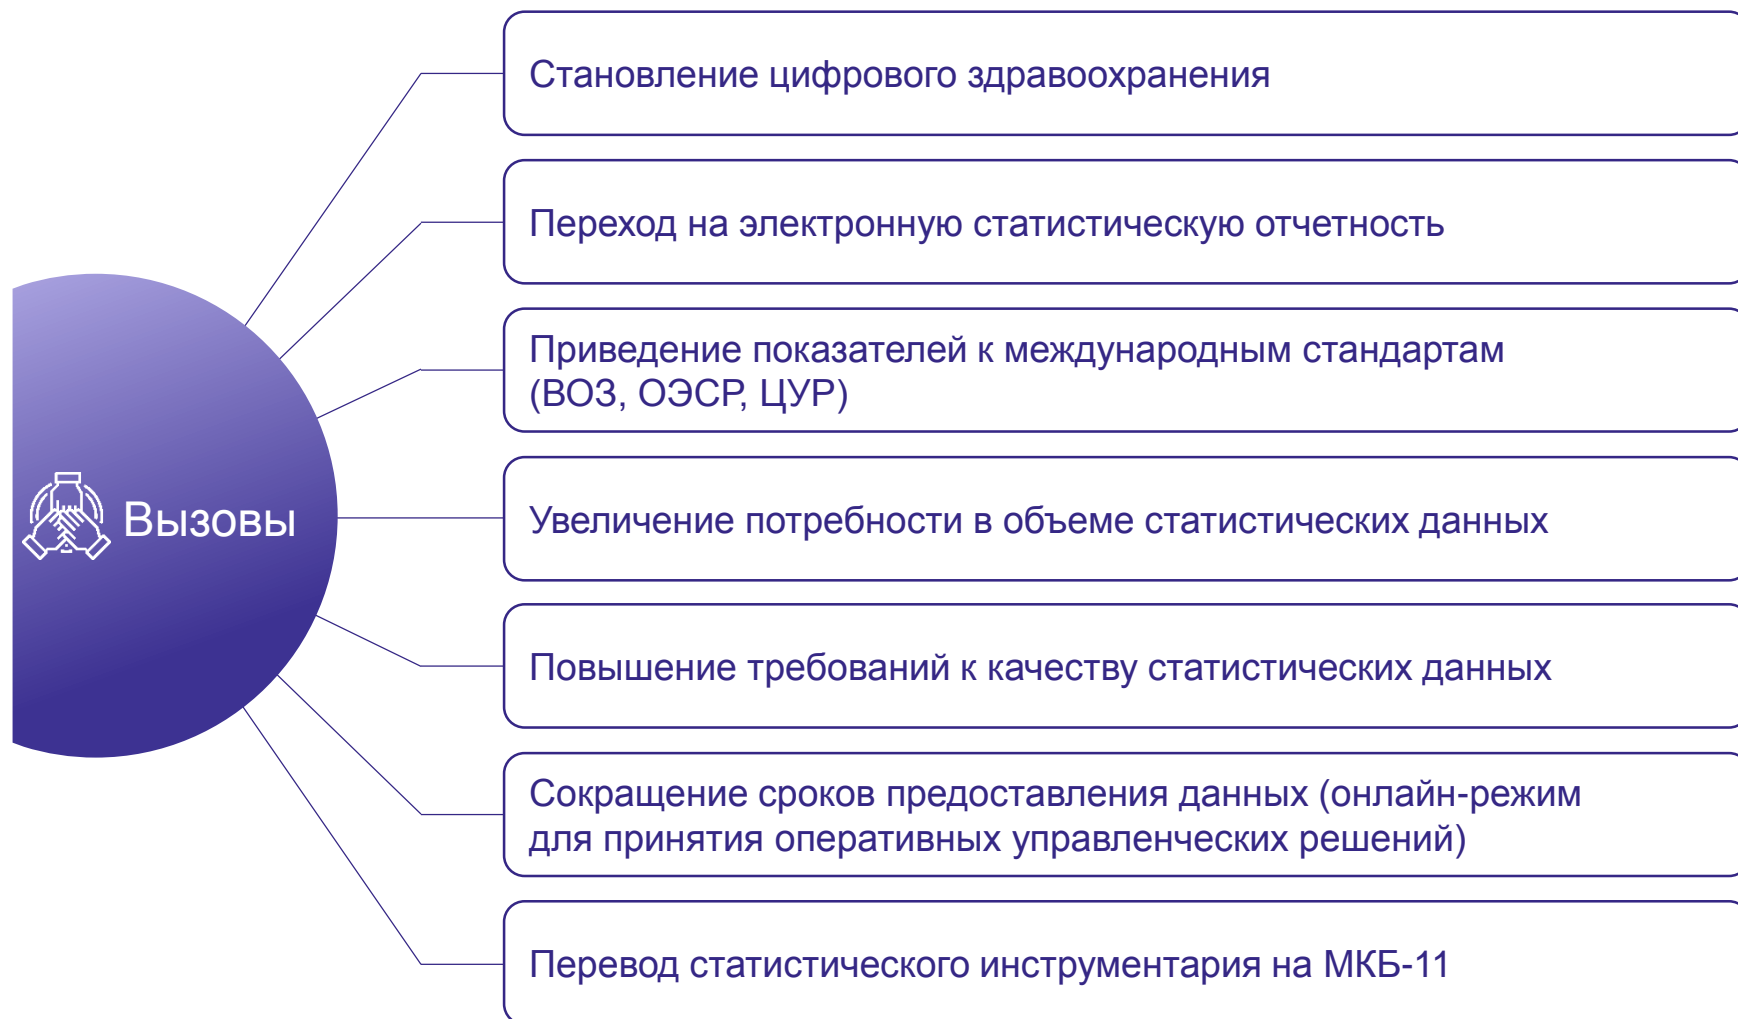 Становление цифрового здравоохранения
Переход на электронную статистическую отчетность
Приведение показателей к международным стандартам
(ВОЗ, ОЭСР, ЦУР)
Вызовы
Увеличение потребности в объеме статистических данных
Повышение требований к качеству статистических данных
Сокращение сроков предоставления данных (онлайн-режим
для принятия оперативных управленческих решений)
Перевод статистического инструментария на МКБ-11